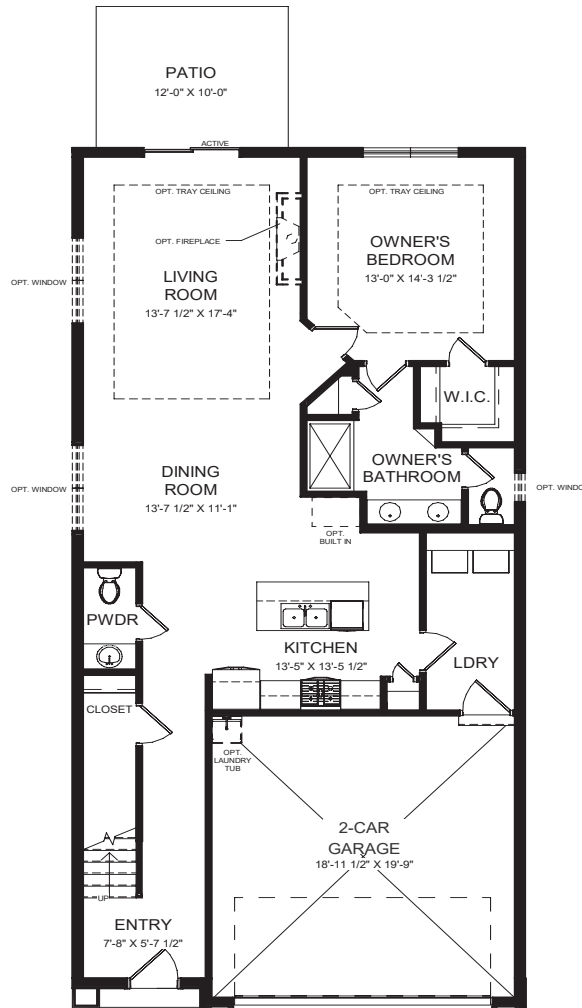 PATIO
12'-0" X 10'-0"
ACTIVE
OPT. TRAY CEILING
OPT. TRAY CEILING
OPT. FIREPLACE
OWNER'S
BEDROOM
13'-0" X 14'-3 1/2"
LIVING
ROOM
13'-7 1/2" X 17'-4"
OPT. WINDOW
W.I.C.
OWNER'S
BATHROOM
DINING
ROOM
13'-7 1/2" X 11'-1"
OPT. WINDOW
OPT. WINDO
OPT.
BUILT IN
PWDR
KITCHEN
13'-5" X 13'-5 1/2"
LDRY
CLOSET
OPT.
LAUNDRY
TUB
2-CAR
GARAGE
18'-11 1/2" X 19'-9"
UP
ENTRY
7'-8" X 5'-7 1/2"